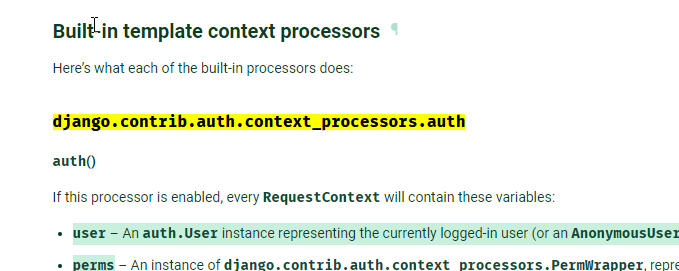 Built-in template context processors ¶
Here's what each of the built-in processors does:
django.contrib.auth.context_processors.auth
auth()
If this processor is enabled, every RequestContext will contain these variables:
• user – An auth.User instance representing the currently logged-in user (or an AnonymousUser
• perms – An instance of django.contrib.auth.context_processors.PermWrapper, repre